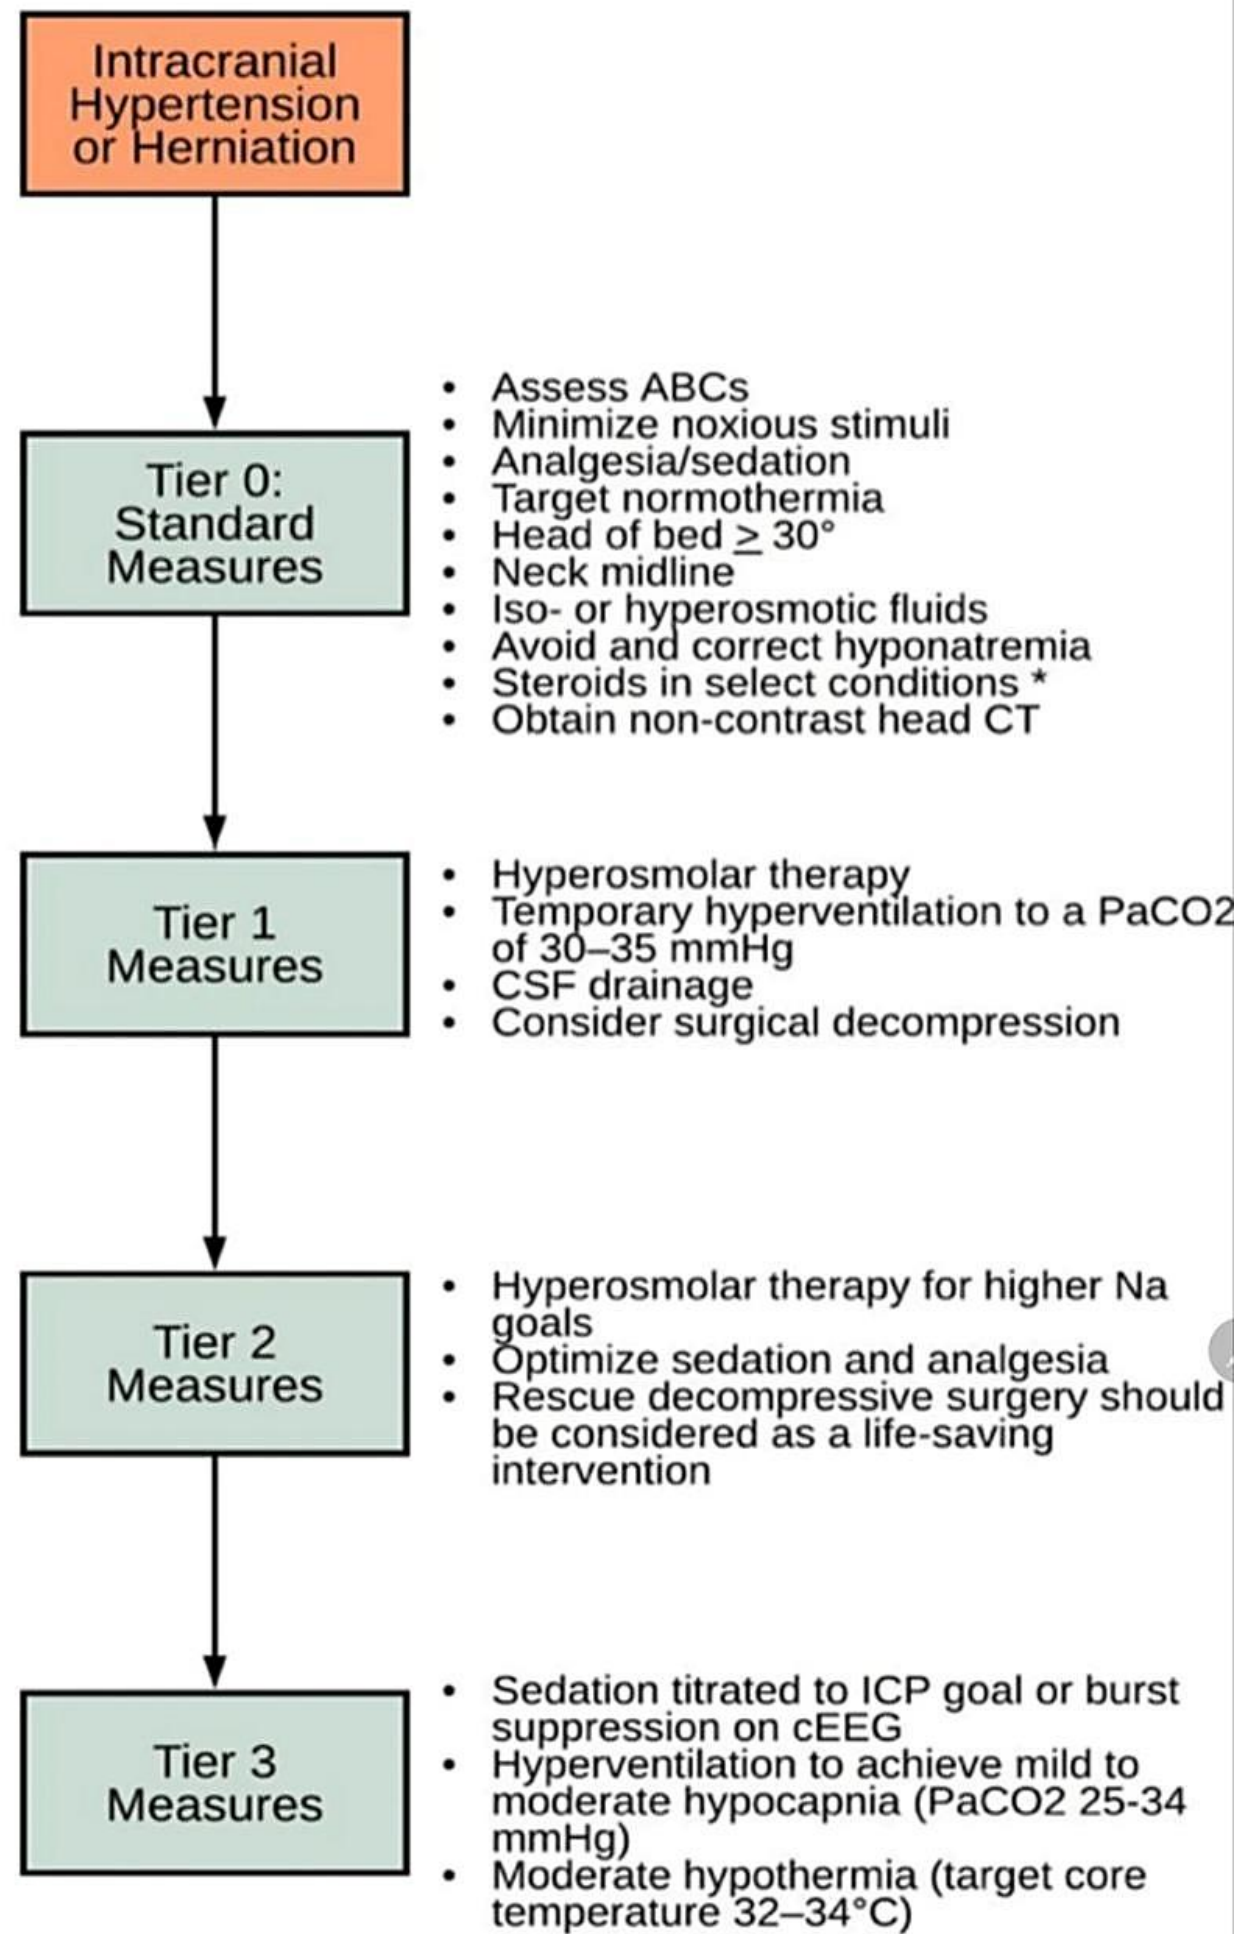 Intracranial
Hypertension
or Herniation
Tier 0:
Standard
Measures
• Assess ABCs
• Minimize noxious stimuli
• Analgesia/sedation
• Target normothermia
• Head of bed ≥ 30°
• Neck midline
• Iso- or hyperosmotic fluids
• Avoid and correct hyponatremia
• Steroids in select conditions *
• Obtain non-contrast head CT
Tier 1
Measures
• Hyperosmolar therapy
• Temporary hyperventilation to a PaCO2
of 30–35 mmHg
• CSF drainage
• Consider surgical decompression
Tier 2
Measures
• Hyperosmolar therapy for higher Na
goals
• Optimize sedation and analgesia
• Rescue decompressive surgery should
be considered as a life-saving
intervention
Tier 3
Measures
• Sedation titrated to ICP goal or burst
suppression on cEEG
• Hyperventilation to achieve mild to
moderate hypocapnia (PaCO2 25-34
mmHg)
• Moderate hypothermia (target core
temperature 32–34°C)